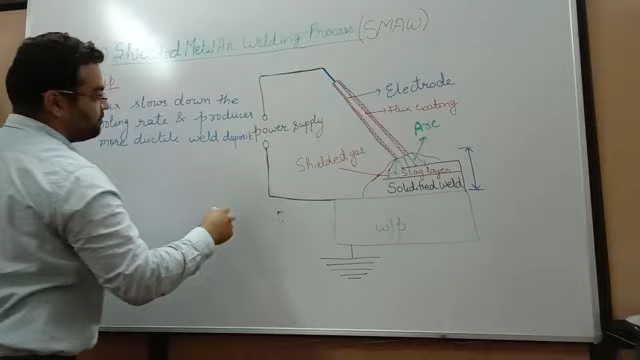 Shielded Metal Arc Welding Process (SMAW)
slows down the
rate & produces
more ductile weld deposit
power supply
Electrode
Flux coating
Arc
Shielded gas
Slag layer
Solidified weld
w/p